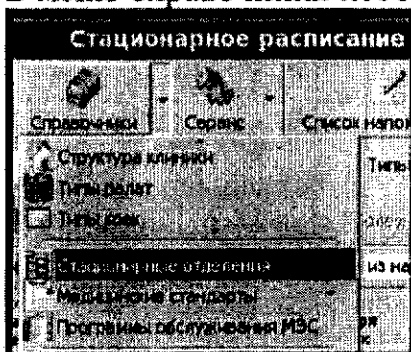 Стационарное расписание
Справочники Сервис Список напом
Структура клиники
Типы палат
Типы коек
Стационарные отделения
Медицинские стандарты
Программы обслуживания МЭС
Типы
из на